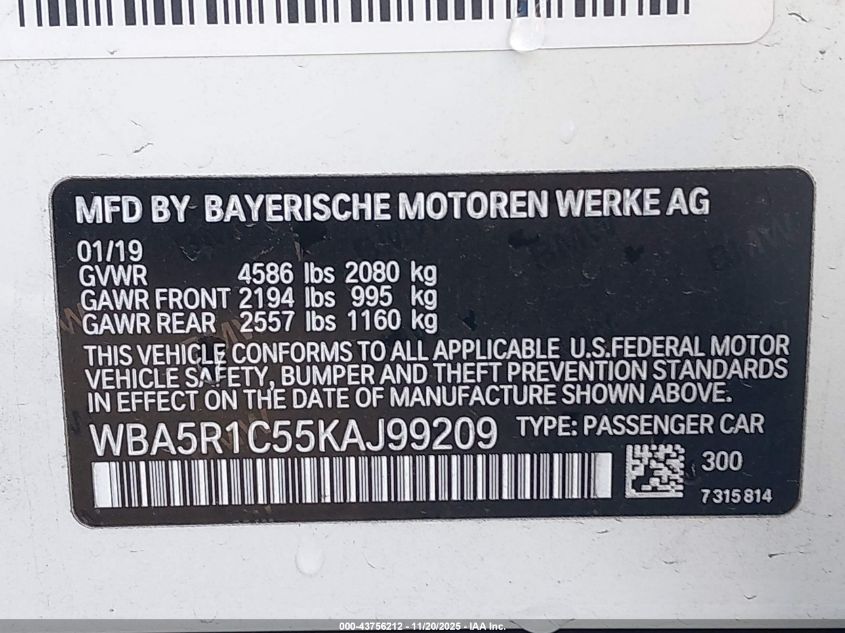 MFD BY BAYERISCHE MOTOREN WERKE AG
01/19
GVWR 4586 lbs 2080 kg
GAWR FRONT 2194 lbs 995 kg
GAWR REAR 2557 lbs 1160 kg
THIS VEHICLE CONFORMS TO ALL APPLICABLE U.S.FEDERAL MOTOR
VEHICLE SAFETY, BUMPER AND THEFT PREVENTION STANDARDS
IN EFFECT ON THE DATE OF MANUFACTURE SHOWN ABOVE.
WBA5R1C55KAJ99209 TYPE: PASSENGER CAR
300
7315814
000-43756212 - 11/20/2025 - IAA Inc.